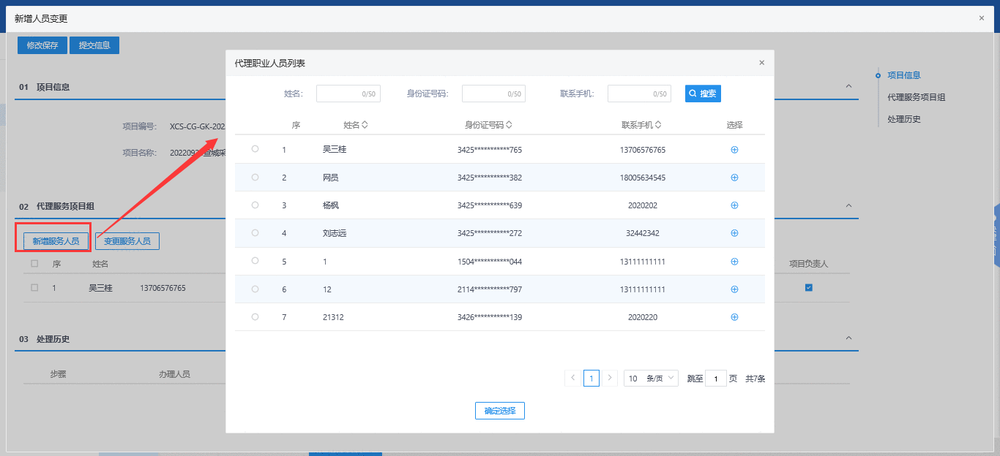 新增人员变更 ×
修改保存 提交信息
01 项目信息
项目编号: XCS-CG-GK-202
项目名称:
项目信息
代理服务项目组
处理历史
02 代理服务项目组
新增服务人员 变更服务人员
序 姓名 项目负责人
1 吴三桂 13706576765
03 处理历史
步骤 办理人员
代理职业人员列表 ×
姓名: 0/50 身份证号码: 0/50 联系手机: 0/50 搜索
序 姓名 身份证号码 联系手机 选择
1 吴三桂 3425***********765 13706576765
2 网员 3425***********382 18005634545
3 杨枫 3425***********639 2020202
4 刘志远 3425***********272 32442342
5 1 1504***********044 13111111111
6 12 2114***********797 13111111111
7 21312 3426***********139 2020220
1 10 条/页 跳至 1 页 共7条
确定选择